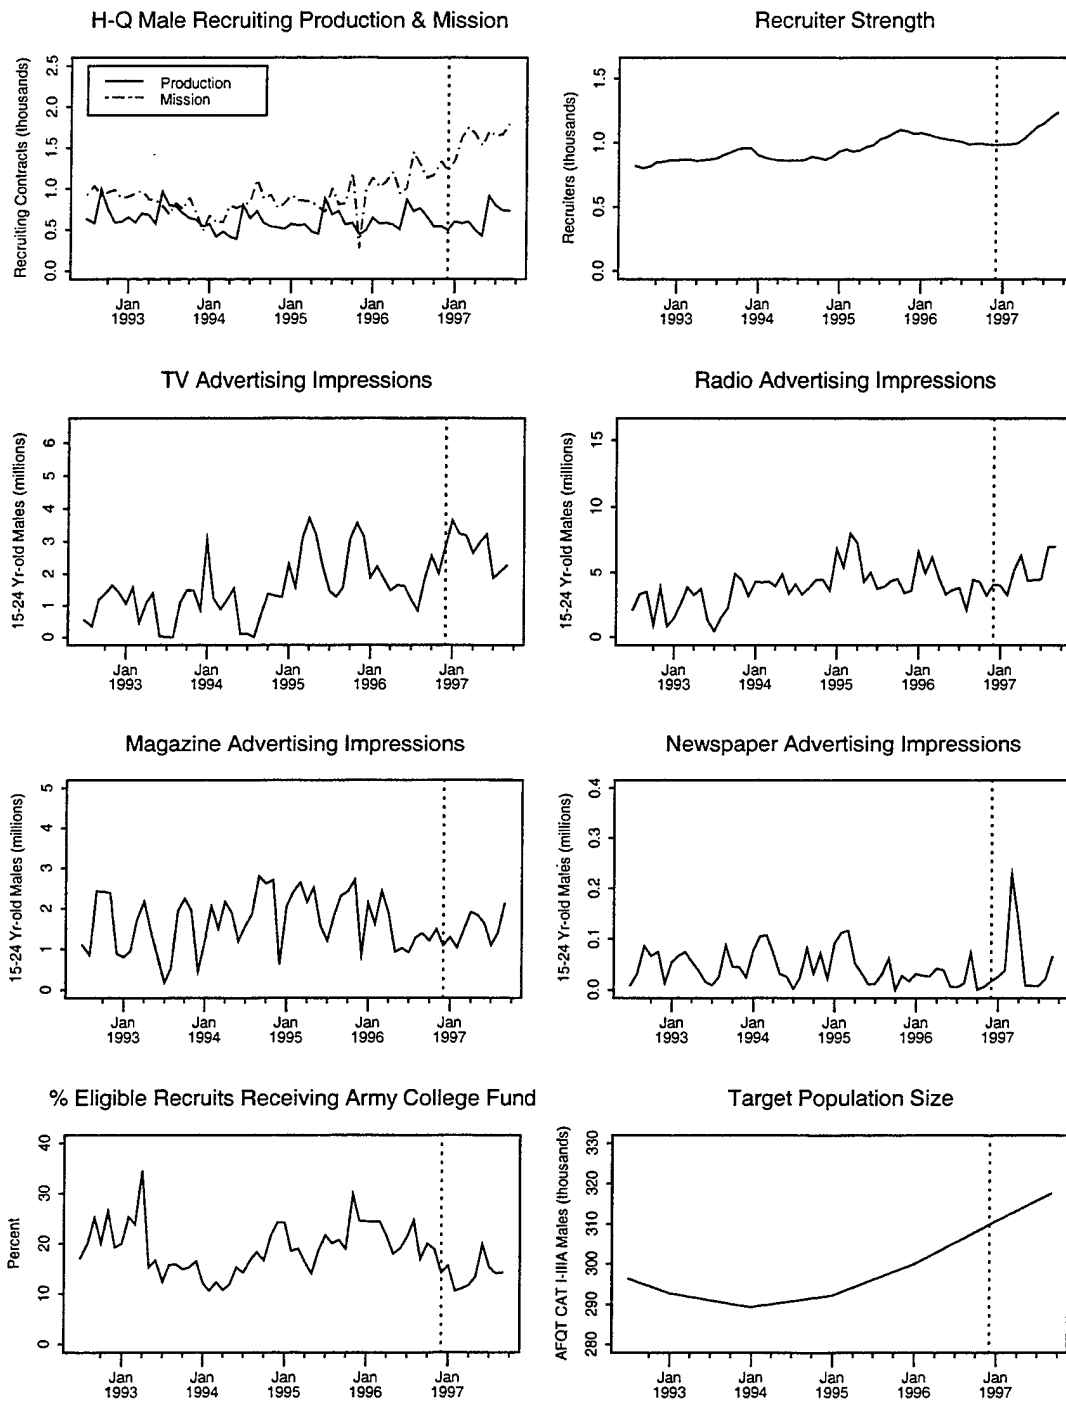 H-Q Male Recruiting Production & Mission
Recruiting Contracts (thousands)
2.5
2.0
1.5
1.0
0.5
0.0
Production
Mission
Jan Jan Jan Jan Jan
1993 1994 1995 1996 1997
Recruiter Strength
Recruiters (thousands)
1.5
1.0
0.5
0.0
Jan Jan Jan Jan Jan
1993 1994 1995 1996 1997
TV Advertising Impressions
15-24 Yr-old Males (millions)
6
5
4
3
2
1
0
Jan Jan Jan Jan Jan
1993 1994 1995 1996 1997
Radio Advertising Impressions
15-24 Yr-old Males (millions)
15
10
5
0
Jan Jan Jan Jan Jan
1993 1994 1995 1996 1997
Magazine Advertising Impressions
15-24 Yr-old Males (millions)
5
4
3
2
1
0
Jan Jan Jan Jan Jan
1993 1994 1995 1996 1997
Newspaper Advertising Impressions
15-24 Yr-old Males (millions)
0.4
0.3
0.2
0.1
0.0
Jan Jan Jan Jan Jan
1993 1994 1995 1996 1997
% Eligible Recruits Receiving Army College Fund
Percent
40
30
20
10
0
Jan Jan Jan Jan Jan
1993 1994 1995 1996 1997
Target Population Size
AFQT CAT I-IIIA Males (thousands)
330
320
310
300
290
280
Jan Jan Jan Jan Jan
1993 1994 1995 1996 1997